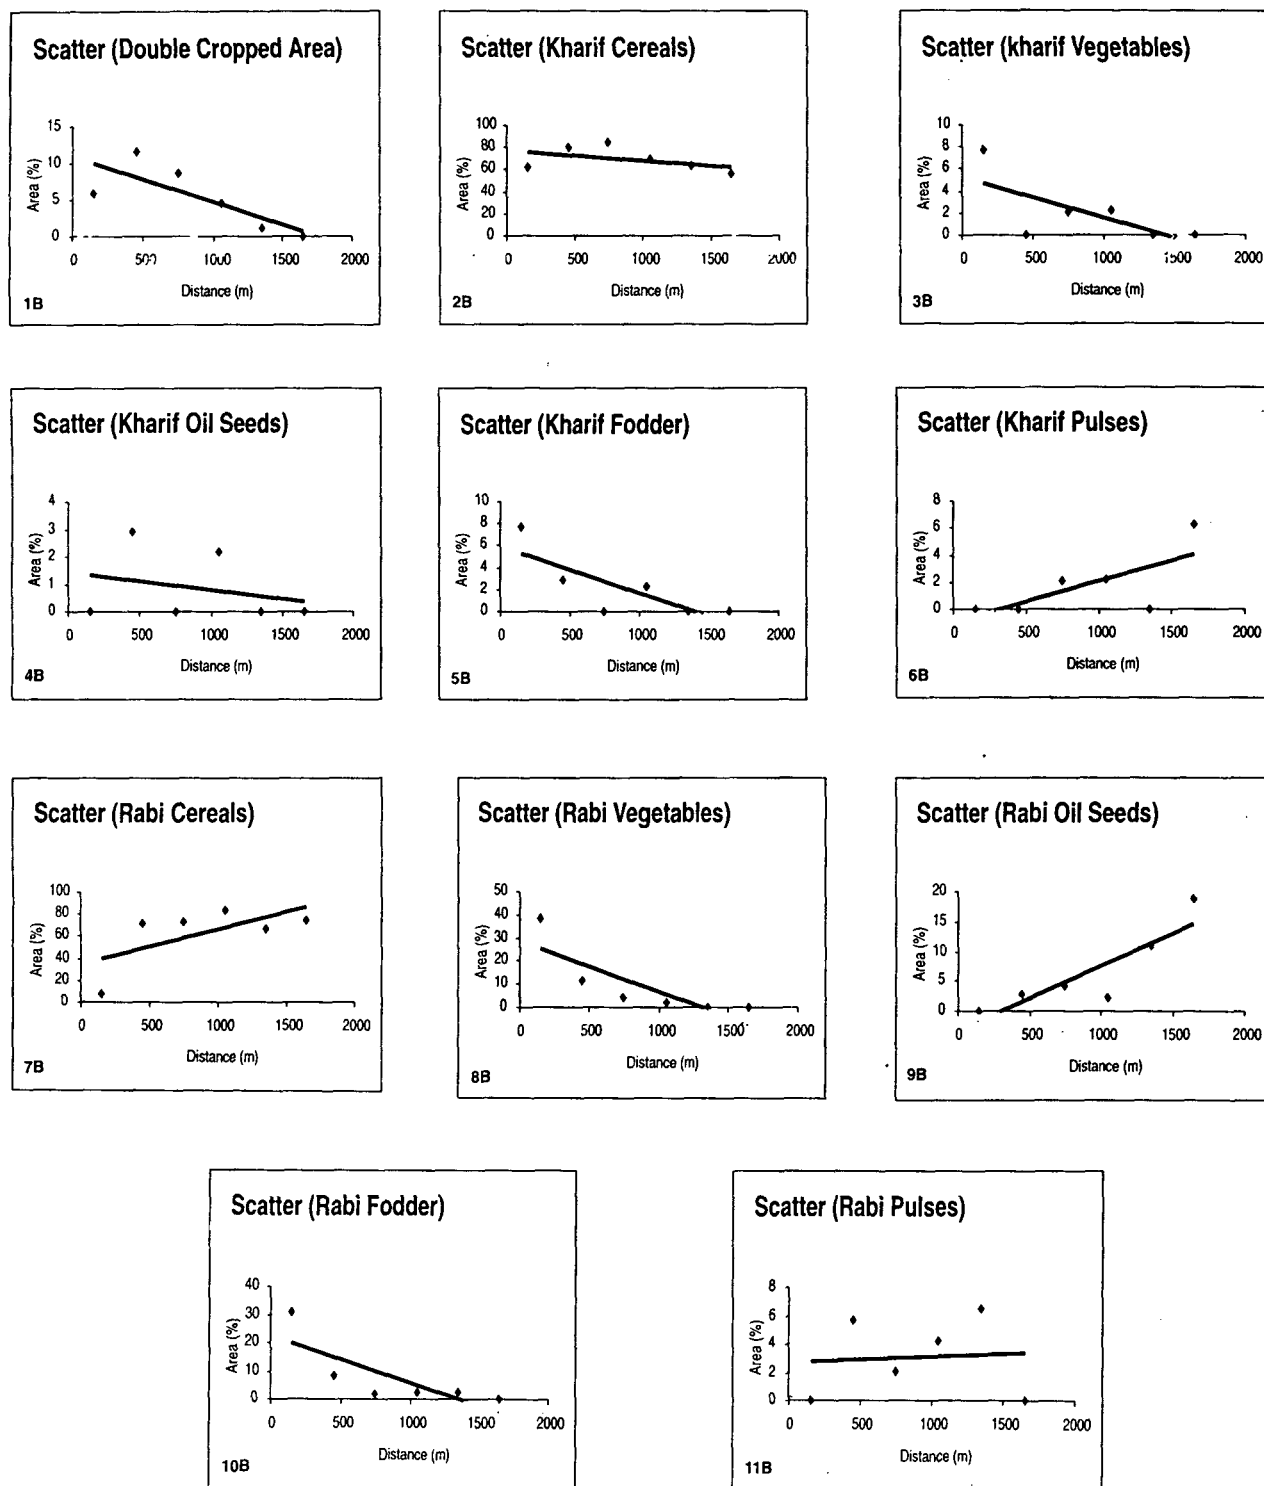 Scatter (Double Cropped Area)
15
10
5
0
Area (%)
0 500 1000 1500 2000
Distance (m)
1B
Scatter (Kharif Cereals)
100
80
60
40
20
0
Area (%)
0 500 1000 1500 2000
Distance (m)
2B
Scatter (kharif Vegetables)
10
8
6
4
2
0
Area (%)
0 500 1000 1500 2000
Distance (m)
3B
Scatter (Kharif Oil Seeds)
4
3
2
1
0
Area (%)
0 500 1000 1500 2000
Distance (m)
4B
Scatter (Kharif Fodder)
10
8
6
4
2
0
Area (%)
0 500 1000 1500 2000
Distance (m)
5B
Scatter (Kharif Pulses)
8
6
4
2
0
Area (%)
0 500 1000 1500 2000
Distance (m)
6B
Scatter (Rabi Cereals)
100
80
60
40
20
0
Area (%)
0 500 1000 1500 2000
Distance (m)
7B
Scatter (Rabi Vegetables)
50
40
30
20
10
0
Area (%)
0 500 1000 1500 2000
Distance (m)
8B
Scatter (Rabi Oil Seeds)
20
15
10
5
0
Area (%)
0 500 1000 1500 2000
Distance (m)
9B
Scatter (Rabi Fodder)
40
30
20
10
0
Area (%)
0 500 1000 1500 2000
Distance (m)
10B
Scatter (Rabi Pulses)
8
6
4
2
0
Area (%)
0 500 1000 1500 2000
Distance (m)
11B